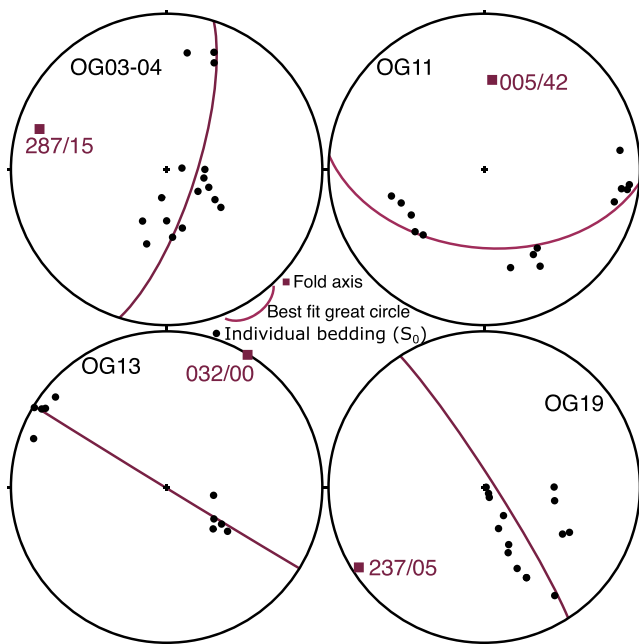 OG03-04
287/15
OG11
005/42
Fold axis
Best fit great circle
Individual bedding (S₀)
OG13
032/00
OG19
237/05